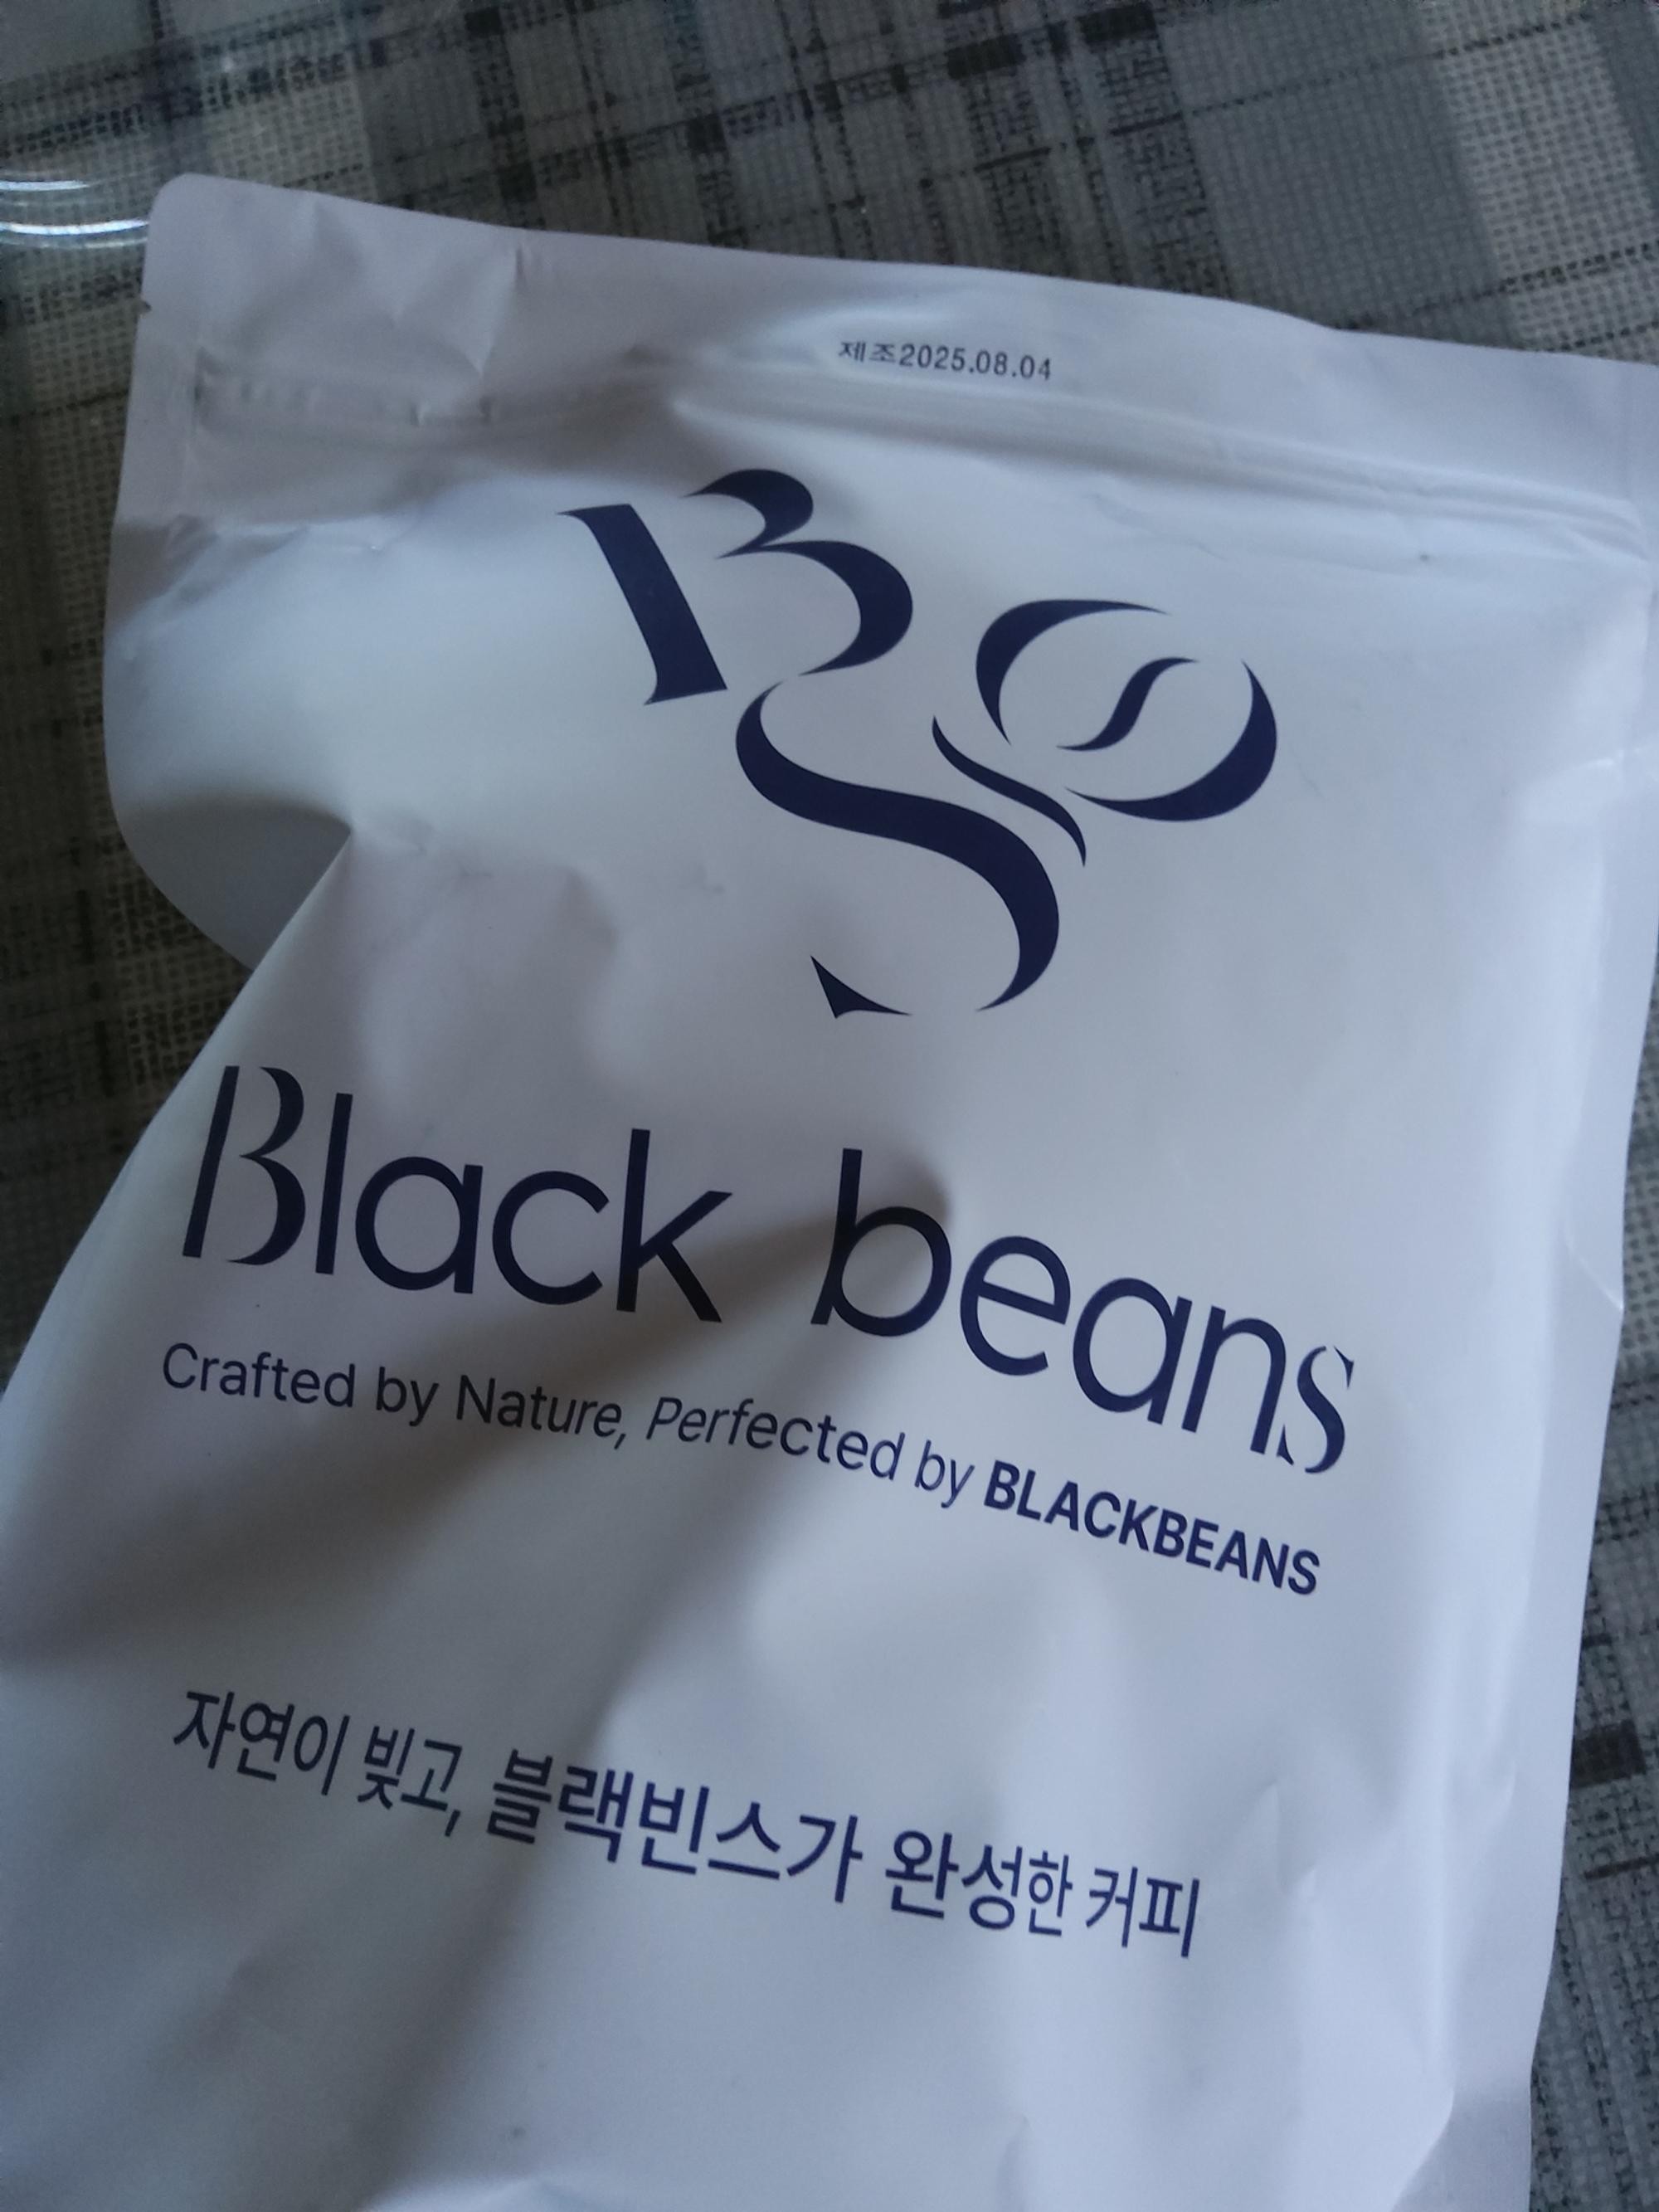 제조2025.08.04
Black beans
Crafted by Nature, Perfected by BLACKBEANS
자연이 빚고, 블랙빈스가 완성한 커피